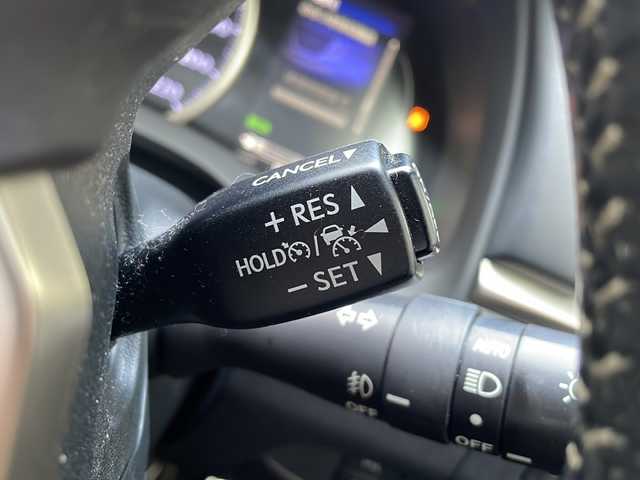 CANCEL
+ RES
HOLD /
− SET
AUTO
OFF
OFF